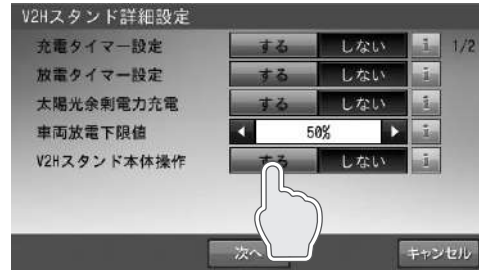 V2Hスタンド詳細設定
充電タイマー設定 する しない i 1/2
放電タイマー設定 する しない i
太陽光余剰電力充電 する しない i
車両放電下限値 ◀ 50% ▶ i
V2Hスタンド本体操作 する しない i
次へ キャンセル